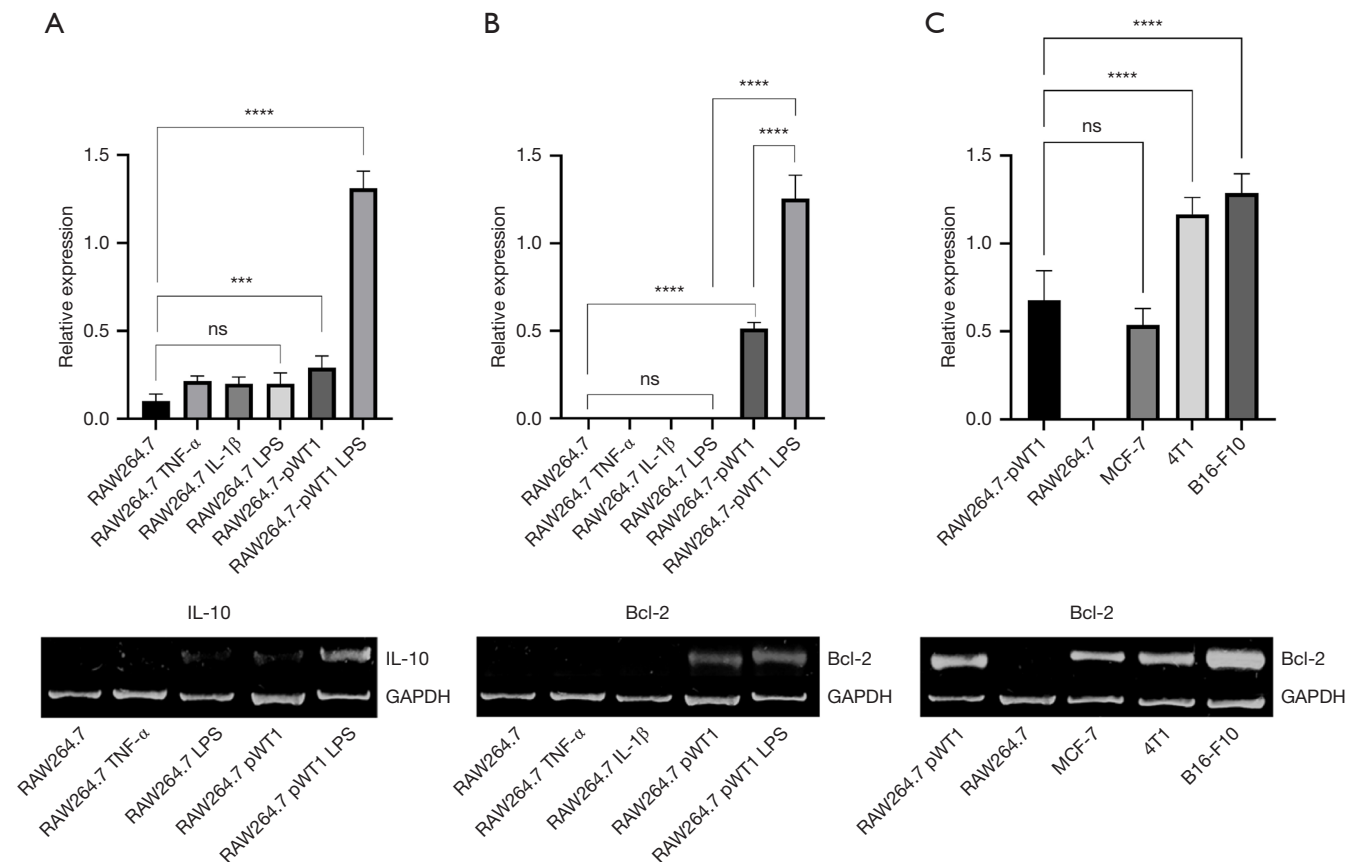 A
****
***
ns
1.5
1.0
0.5
0.0
Relative expression
RAW264.7
RAW264.7 TNF-α
RAW264.7 IL-1β
RAW264.7 LPS
RAW264.7-pWT1
RAW264.7-pWT1 LPS
IL-10
IL-10
GAPDH
RAW264.7
RAW264.7 TNF-α
RAW264.7 LPS
RAW264.7 pWT1
RAW264.7 pWT1 LPS
B
****
****
****
ns
1.5
1.0
0.5
0.0
Relative expression
RAW264.7
RAW264.7 TNF-α
RAW264.7 IL-1β
RAW264.7 LPS
RAW264.7-pWT1
RAW264.7-pWT1 LPS
Bcl-2
Bcl-2
GAPDH
RAW264.7
RAW264.7 TNF-α
RAW264.7 IL-1β
RAW264.7 pWT1
RAW264.7 pWT1 LPS
C
****
****
ns
1.5
1.0
0.5
0.0
Relative expression
RAW264.7-pWT1
RAW264.7
MCF-7
4T1
B16-F10
Bcl-2
Bcl-2
GAPDH
RAW264.7 pWT1
RAW264.7
MCF-7
4T1
B16-F10